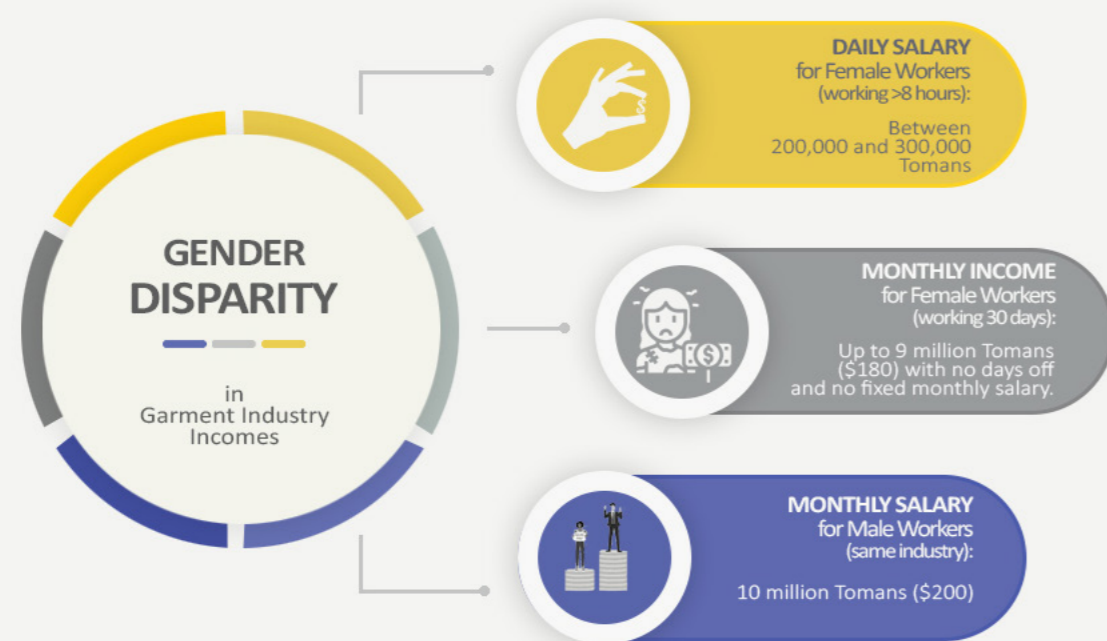 GENDER
DISPARITY
in
Garment Industry
Incomes
DAILY SALARY
for Female Workers
(working >8 hours):
Between
200,000 and 300,000
Tomans
MONTHLY INCOME
for Female Workers
(working 30 days):
Up to 9 million Tomans
($180) with no days off
and no fixed monthly salary.
MONTHLY SALARY
for Male Workers
(same industry):
10 million Tomans ($200)